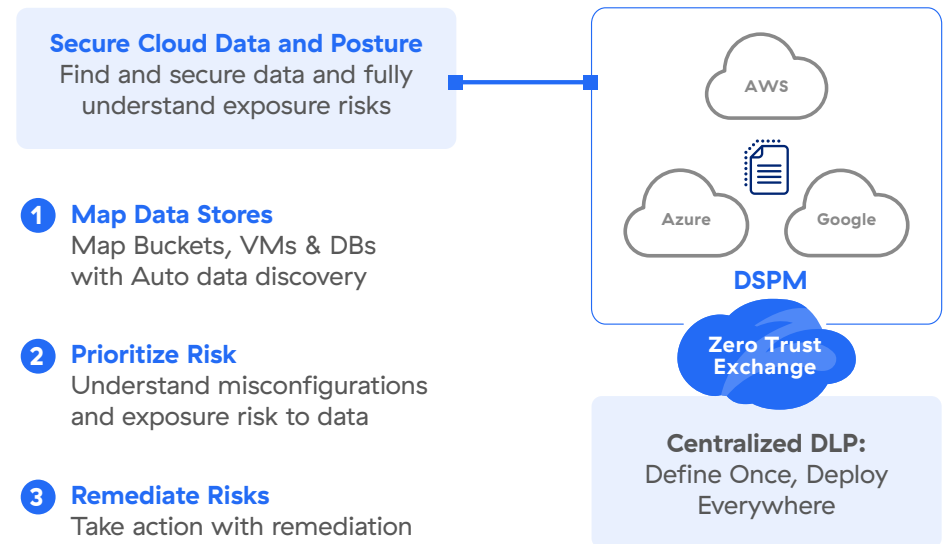 Secure Cloud Data and Posture
Find and secure data and fully
understand exposure risks
1 Map Data Stores
Map Buckets, VMs & DBs
with Auto data discovery
2 Prioritize Risk
Understand misconfigurations
and exposure risk to data
3 Remediate Risks
Take action with remediation
AWS
Azure
Google
DSPM
Zero Trust
Exchange
Centralized DLP:
Define Once, Deploy
Everywhere